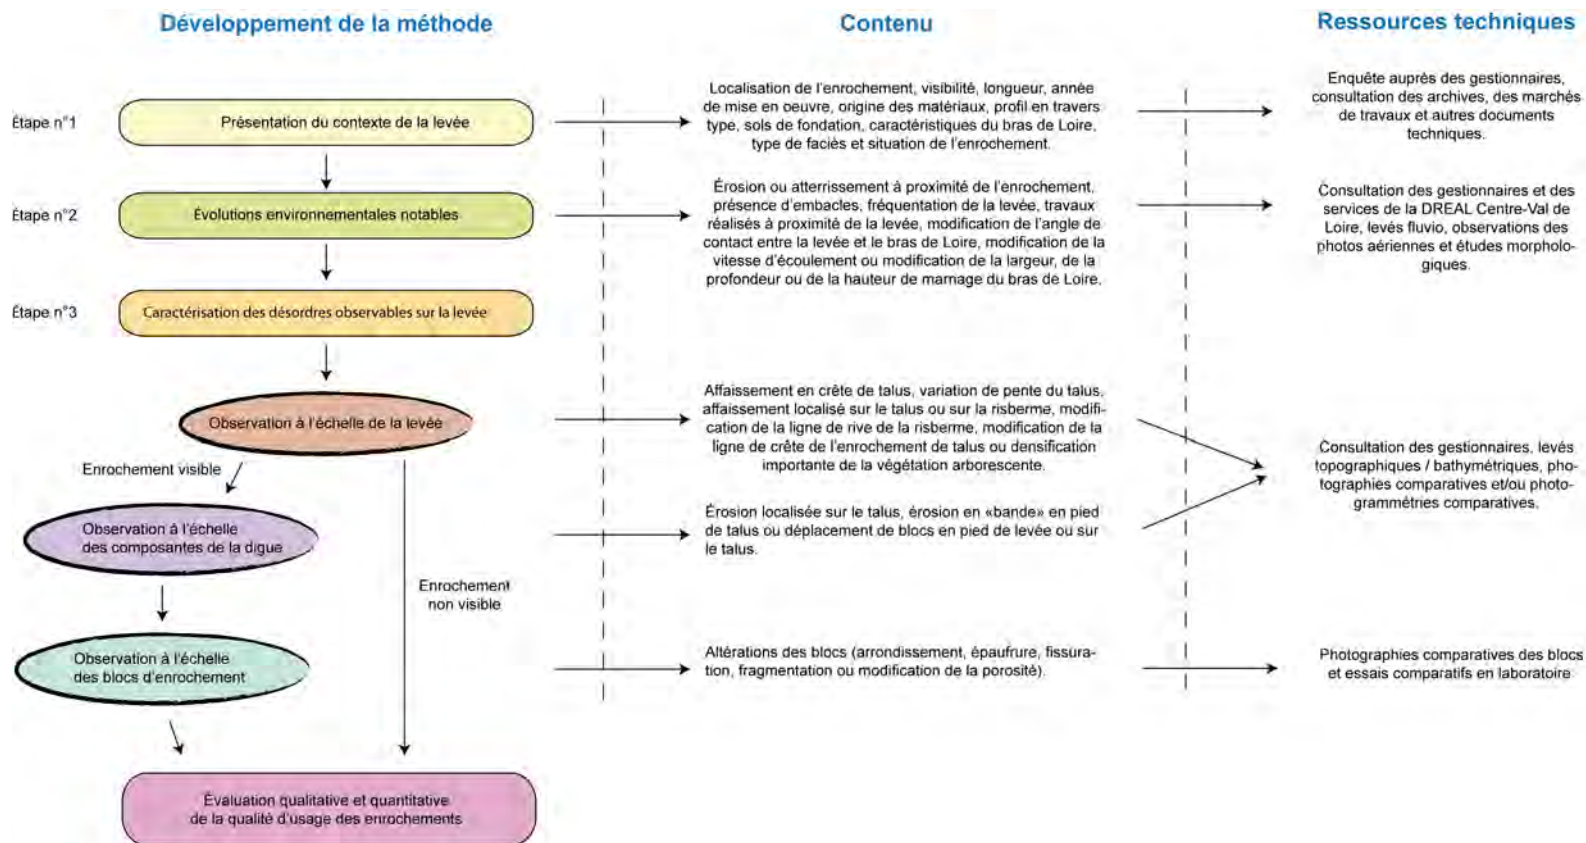 Développement de la méthode
Contenu
Ressources techniques
Étape n°1
Présentation du contexte de la levée
Localisation de l'enrochement, visibilité, longueur, année
de mise en oeuvre, origine des matériaux, profil en travers
type, sols de fondation, caractéristiques du bras de Loire,
type de faciès et situation de l'enrochement.
Enquête auprès des gestionnaires,
consultation des archives, des marchés
de travaux et autres documents
techniques.
Étape n°2
Évolutions environnementales notables
Érosion ou atterrissement à proximité de l'enrochement,
présence d'embacles, fréquentation de la levée, travaux
réalisés à proximité de la levée, modification de l'angle de
contact entre la levée et le bras de Loire, modification de la
vitesse d'écoulement ou modification de la largeur, de la
profondeur ou de la hauteur de marnage du bras de Loire.
Consultation des gestionnaires et des
services de la DREAL Centre-Val de
Loire, levés fluvio, observations des
photos aériennes et études morpholo-
giques.
Étape n°3
Caractérisation des désordres observables sur la levée
Observation à l'échelle de la levée
Affaissement en crête de talus, variation de pente du talus,
affaissement localisé sur le talus ou sur la risberme, modifi-
cation de la ligne de rive de la risberme, modification de la
ligne de crête de l'enrochement de talus ou densification
importante de la végétation arborescente.
Consultation des gestionnaires, levés
topographiques / bathymétriques, pho-
tographies comparatives et/ou photo-
grammétries comparatives.
Enrochement visible
Observation à l'échelle
des composantes de la digue
Érosion localisée sur le talus, érosion en «bande» en pied
de talus ou déplacement de blocs en pied de levée ou sur
le talus.
Enrochement
non visible
Observation à l'échelle
des blocs d'enrochement
Altérations des blocs (arrondissement, épaufrure, fissura-
tion, fragmentation ou modification de la porosité).
Photographies comparatives des blocs
et essais comparatifs en laboratoire
Évaluation qualitative et quantitative
de la qualité d'usage des enrochements